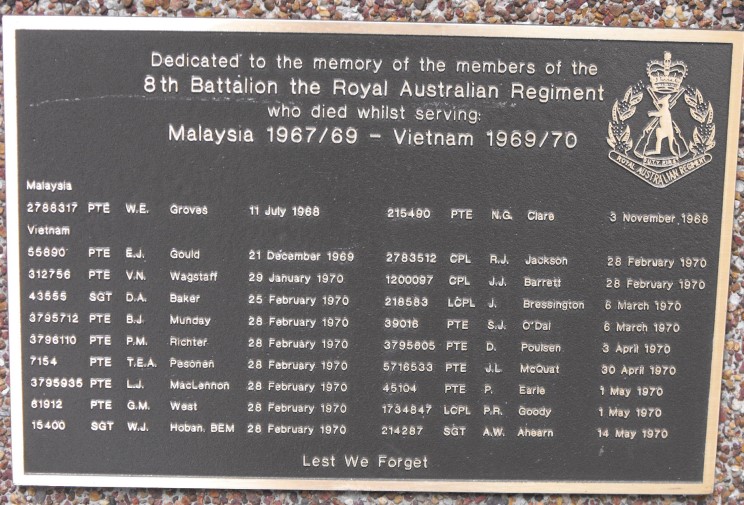 Dedicated to the memory of the members of the
8th Battalion the Royal Australian Regiment
who died whilst serving:
Malaysia 1967/69 - Vietnam 1969/70
DUTY FIRST
ROYAL AUSTRALIAN REGIMENT
Malaysia
2788317 PTE W.E. Groves 11 July 1968 215490 PTE N.G. Clare 3 November 1968
Vietnam
55890 PTE E.J. Gould 21 December 1969 2783512 CPL R.J. Jackson 28 February 1970
312756 PTE V.N. Wagstaff 29 January 1970 1200097 CPL J.J. Barrett 28 February 1970
43555 SGT D.A. Baker 25 February 1970 218583 LCPL J. Bressington 6 March 1970
3795712 PTE B.J. Munday 28 February 1970 39016 PTE S.J. O'Dal 6 March 1970
3796110 PTE P.M. Richter 28 February 1970 3795605 PTE D. Poulsen 3 April 1970
7154 PTE T.E.A. Pesonen 28 February 1970 5716533 PTE J.L McQuat 30 April 1970
3795935 PTE L.J. MacLennon 28 February 1970 45104 PTE P. Earle 1 May 1970
61912 PTE G.M. West 28 February 1970 1734847 LCPL P.R. Goody 1 May 1970
15400 SGT W.J. Hoban. BEM 28 February 1970 214287 SGT A.W. Ahearn 14 May 1970
Lest We Forget